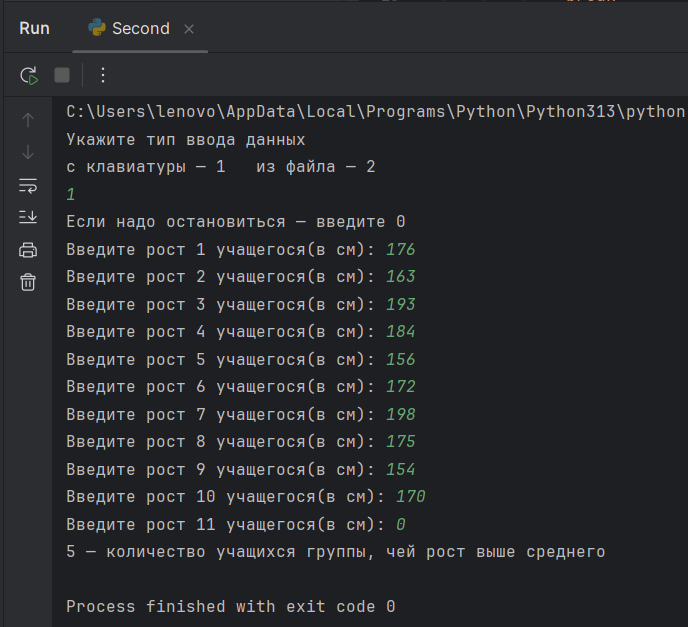 Run Second
C:\Users\lenovo\AppData\Local\Programs\Python\Python313\python
Укажите тип ввода данных
с клавиатуры — 1   из файла — 2
1
Если надо остановиться — введите 0
Введите рост 1 учащегося(в см): 176
Введите рост 2 учащегося(в см): 163
Введите рост 3 учащегося(в см): 193
Введите рост 4 учащегося(в см): 184
Введите рост 5 учащегося(в см): 156
Введите рост 6 учащегося(в см): 172
Введите рост 7 учащегося(в см): 198
Введите рост 8 учащегося(в см): 175
Введите рост 9 учащегося(в см): 154
Введите рост 10 учащегося(в см): 170
Введите рост 11 учащегося(в см): 0
5 — количество учащихся группы, чей рост выше среднего
Process finished with exit code 0